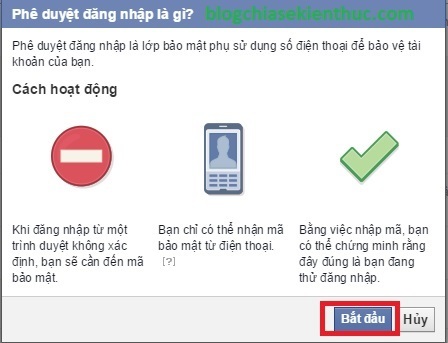 Phê duyệt đăng nhập là gì?
blogchiasekienthuc.com
Phê duyệt đăng nhập là lớp bảo mật phụ sử dụng số điện thoại để bảo vệ tài
khoản của bạn.
Cách hoạt động
Khi đăng nhập từ một
trình duyệt không xác
định, bạn sẽ cần đến mã
bảo mật.
Bạn chỉ có thể nhận mã
bảo mật từ điện thoại.
[?]
Bằng việc nhập mã, bạn
có thể chứng minh rằng
đây đúng là bạn đang
thử đăng nhập.
Bắt đầu
Hủy